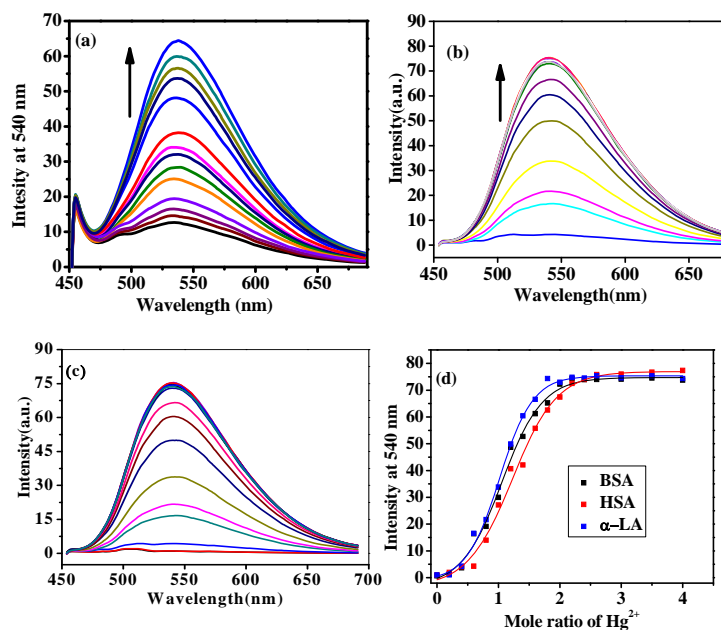 (a)
Intesity at 540 nm
70
60
50
40
30
20
10
0
450 500 550 600 650
Wavelength (nm)
(b)
Intensity(a.u.)
90
80
70
60
50
40
30
20
10
0
450 500 550 600 650
Wavelength(nm)
(c)
Intensity(a.u.)
90
75
60
45
30
15
0
450 500 550 600 650 700
Wavelength(nm)
(d)
Intensity at 540 nm
80
70
60
50
40
30
20
10
0
BSA
HSA
α–LA
0 1 2 3 4
Mole ratio of Hg²⁺